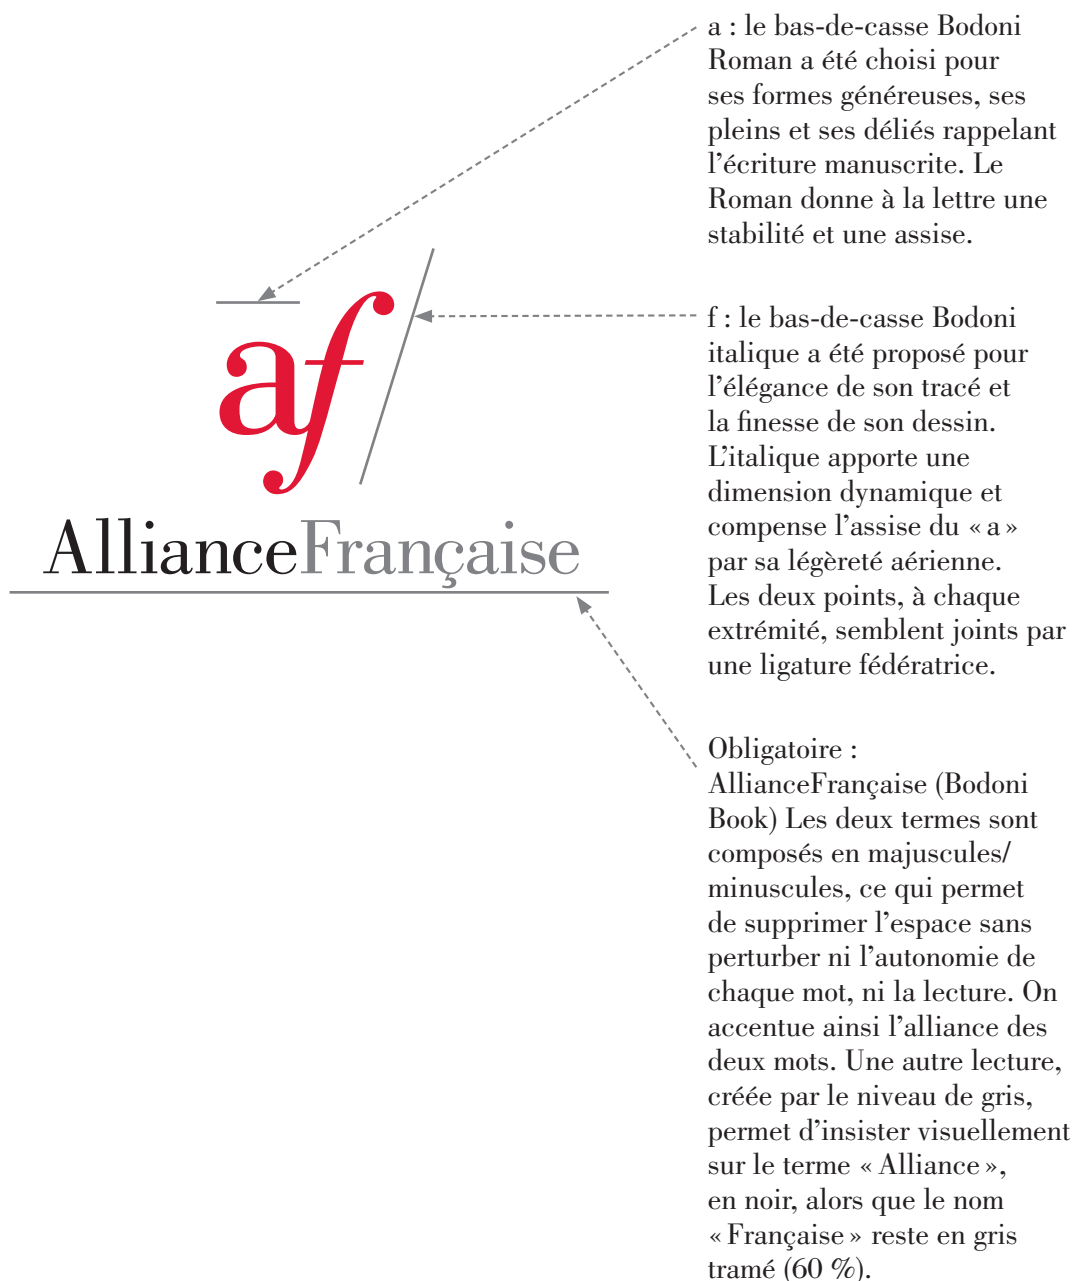 a : le bas-de-casse Bodoni
Roman a été choisi pour
ses formes généreuses, ses
pleins et ses déliés rappelant
l’écriture manuscrite. Le
Roman donne à la lettre une
stabilité et une assise.
af
AllianceFrançaise
f : le bas-de-casse Bodoni
italique a été proposé pour
l’élégance de son tracé et
la finesse de son dessin.
L’italique apporte une
dimension dynamique et
compense l’assise du « a »
par sa légèreté aérienne.
Les deux points, à chaque
extrémité, semblent joints par
une ligature fédératrice.
Obligatoire :
AllianceFrançaise (Bodoni
Book) Les deux termes sont
composés en majuscules/
minuscules, ce qui permet
de supprimer l’espace sans
perturber ni l’autonomie de
chaque mot, ni la lecture. On
accentue ainsi l’alliance des
deux mots. Une autre lecture,
créée par le niveau de gris,
permet d’insister visuellement
sur le terme « Alliance »,
en noir, alors que le nom
« Française » reste en gris
tramé (60 %).